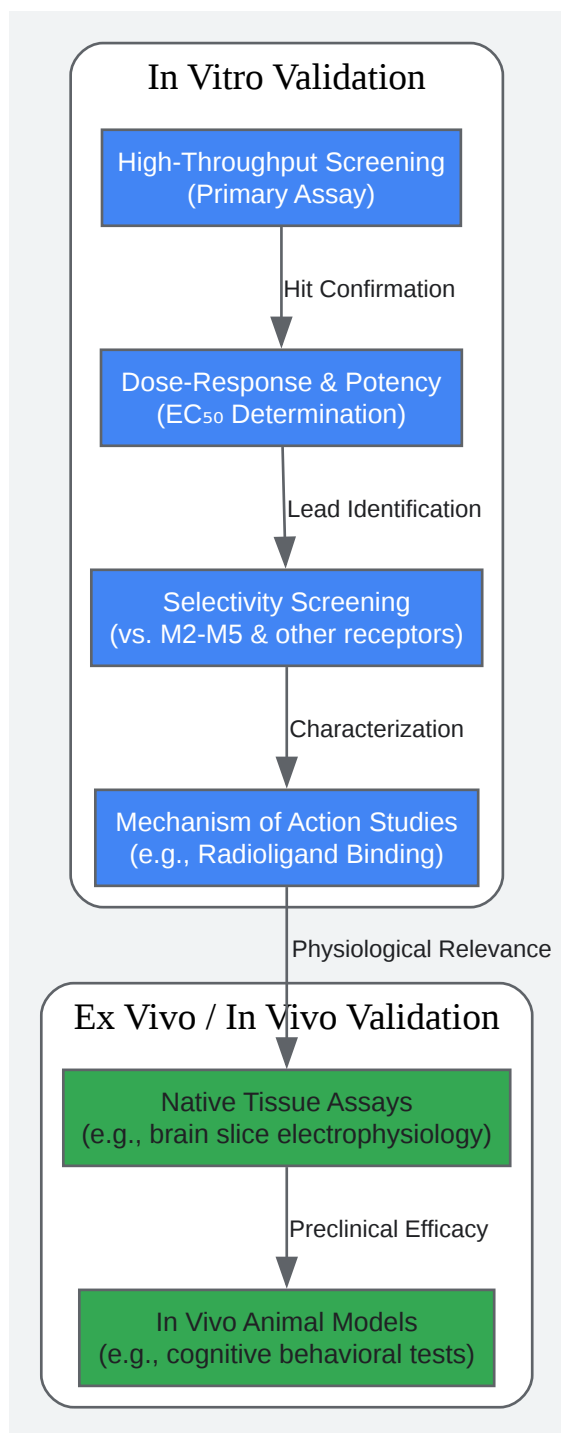 In Vitro Validation
High-Throughput Screening
(Primary Assay)
Hit Confirmation
Dose-Response & Potency
(EC₅₀ Determination)
Lead Identification
Selectivity Screening
(vs. M2-M5 & other receptors)
Characterization
Mechanism of Action Studies
(e.g., Radioligand Binding)
Physiological Relevance
Ex Vivo / In Vivo Validation
Native Tissue Assays
(e.g., brain slice electrophysiology)
Preclinical Efficacy
In Vivo Animal Models
(e.g., cognitive behavioral tests)